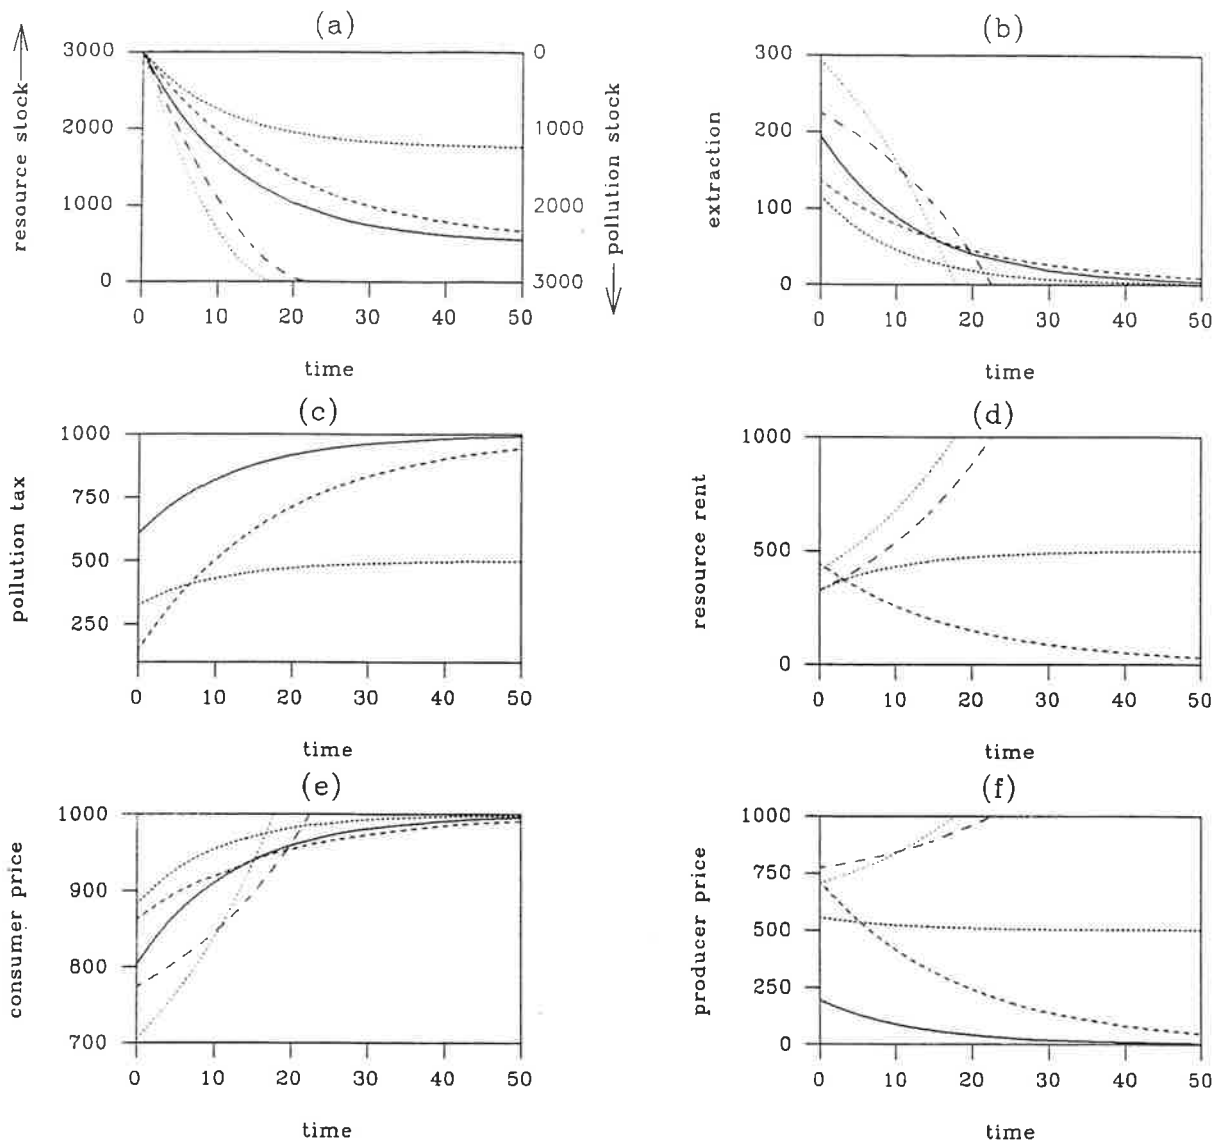 (a)
resource stock
3000
2000
1000
0
0
1000
2000
3000
pollution stock
0 10 20 30 40 50
time
(b)
extraction
300
200
100
0
0 10 20 30 40 50
time
(c)
pollution tax
1000
750
500
250
0 10 20 30 40 50
time
(d)
resource rent
1000
500
0
0 10 20 30 40 50
time
(e)
consumer price
1000
900
800
700
0 10 20 30 40 50
time
(f)
producer price
1000
750
500
250
0
0 10 20 30 40 50
time